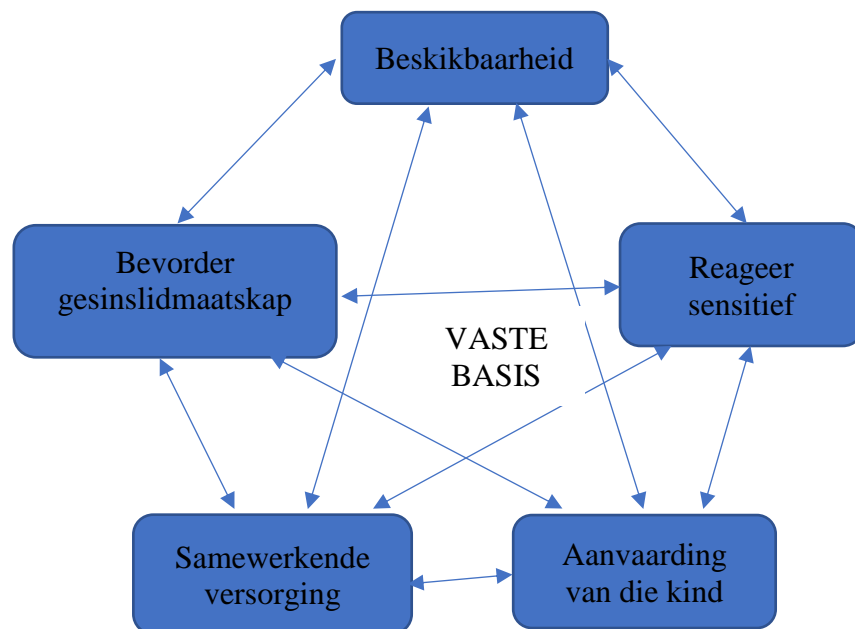 Beskikbaarheid
Bevorder
gesinslidmaatskap
Reageer
sensitief
VASTE
BASIS
Samewerkende
versorging
Aanvaarding
van die kind